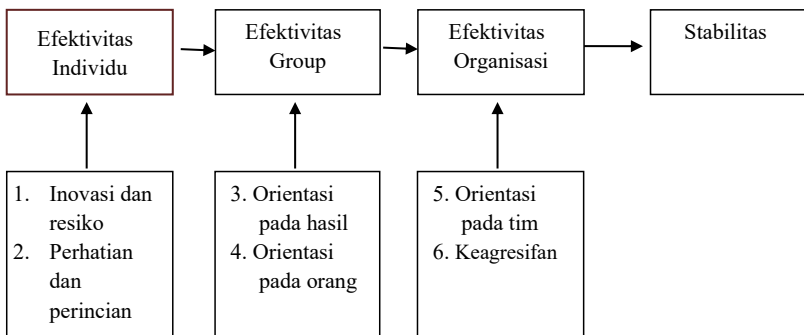 Efektivitas
Individu
Efektivitas
Group
Efektivitas
Organisasi
Stabilitas
1. Inovasi dan
resiko
2. Perhatian
dan
perincian
3. Orientasi
pada hasil
4. Orientasi
pada orang
5. Orientasi
pada tim
6. Keagresifan